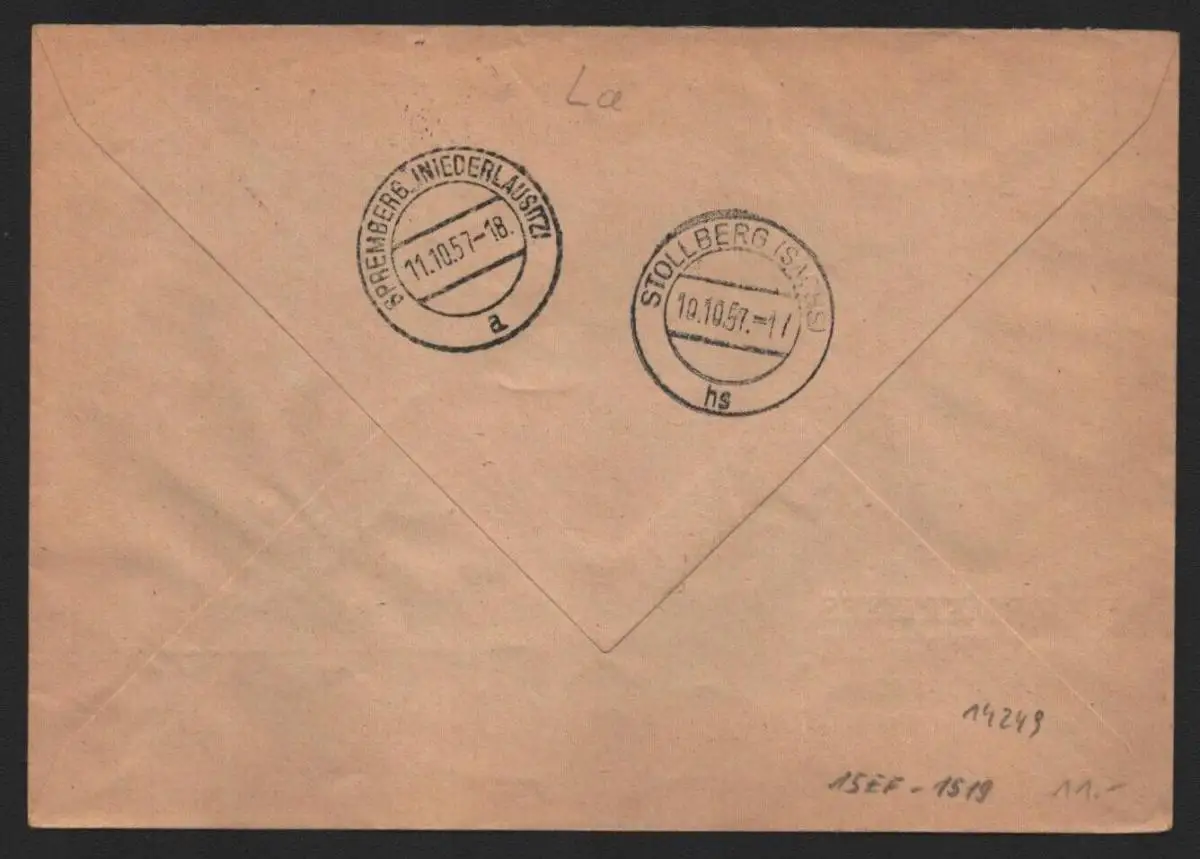 La
SPREMBERG (NIEDERLAUSITZ)
11.10.57-18.
a
STOLLBERG (SACHS)
10.10.57.-17
hs
14249
15EF-1519 11.-